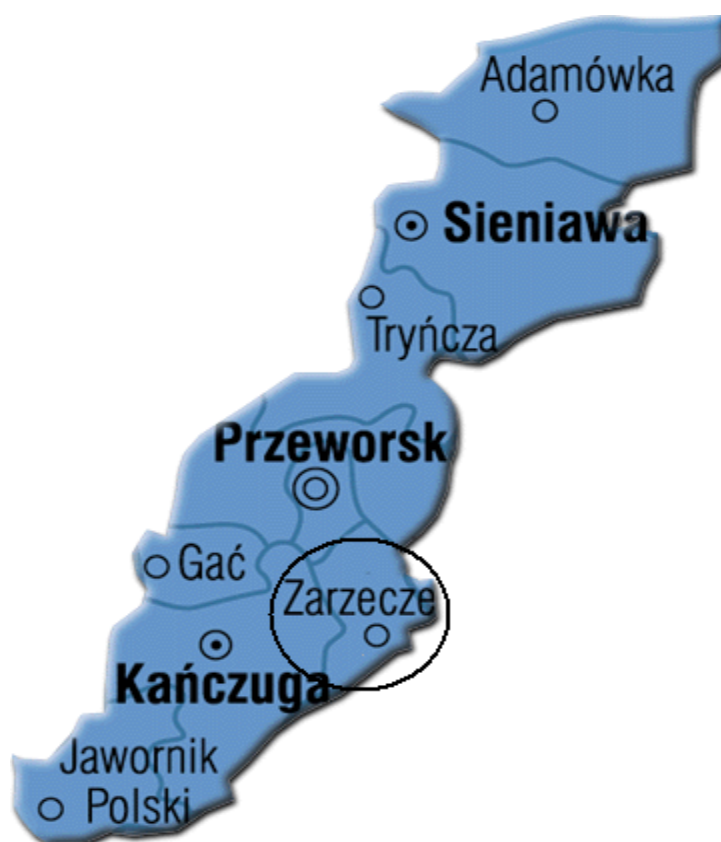 Adamówka
Sieniawa
Tryńcza
Przeworsk
Gać
Zarzecze
Kańczuga
Jawornik
Polski